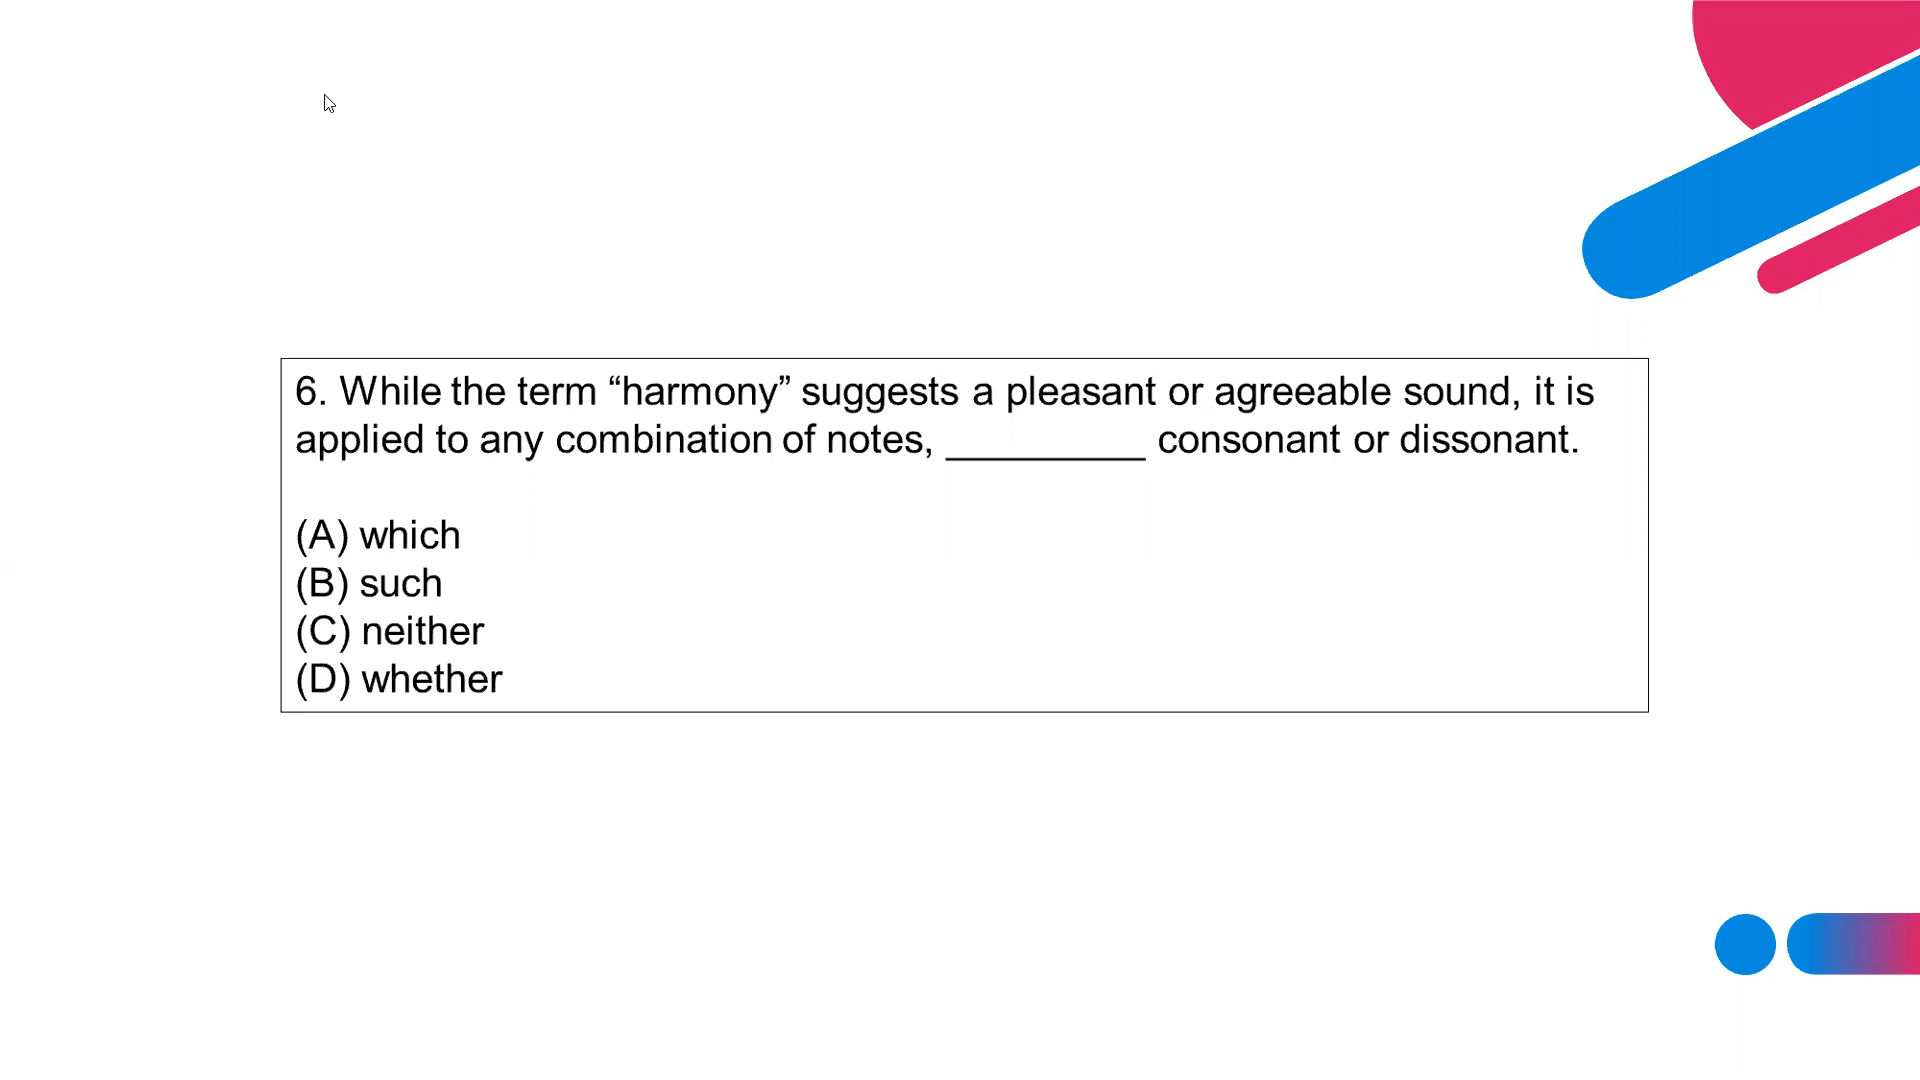 6. While the term “harmony” suggests a pleasant or agreeable sound, it is
applied to any combination of notes, __________ consonant or dissonant.
(A) which
(B) such
(C) neither
(D) whether